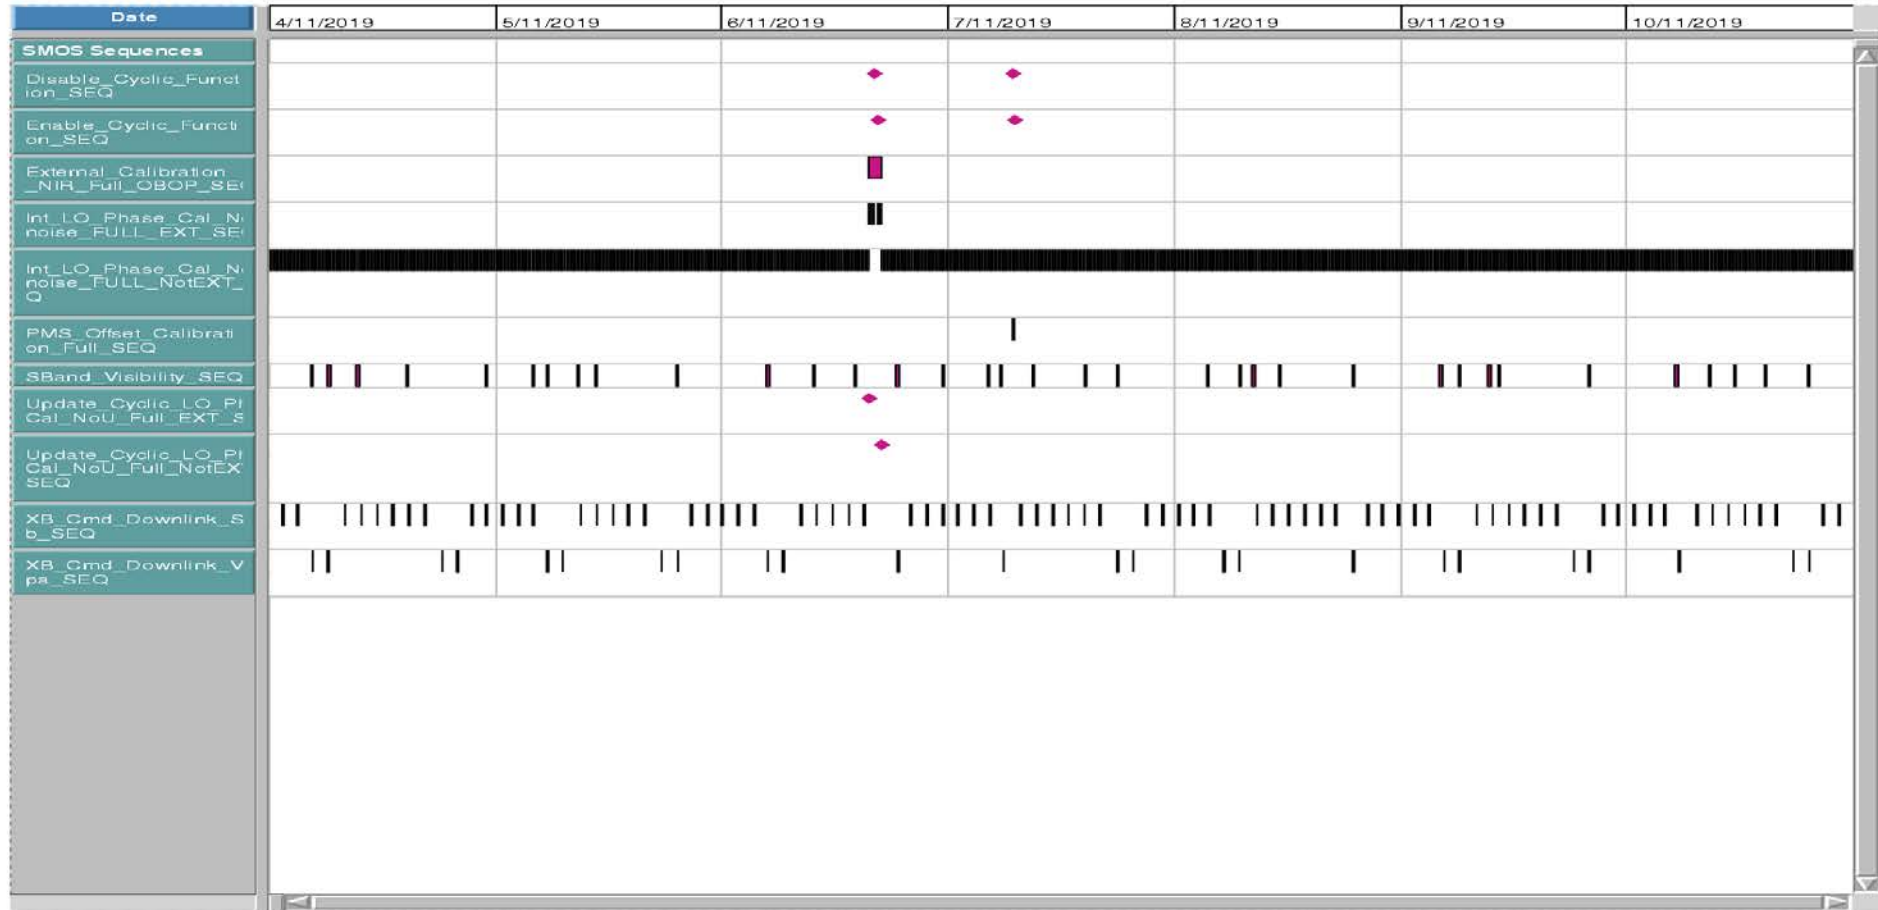 Date
4/11/2019 5/11/2019 6/11/2019 7/11/2019 8/11/2019 9/11/2019 10/11/2019
SMOS Sequences
Disable_Cyclic_Funct
ion_SEQ
Enable_Cyclic_Functi
on_SEQ
External_Calibration
_NIR_Full_OBOP_SE
Int_LO_Phase_Cal_N
noise_FULL_EXT_SE
Int_LO_Phase_Cal_N
noise_FULL_NotEXT_
Q
PMS_Offset_Calibrati
on_Full_SEQ
SBand_Visibility_SEQ
Update_Cyclic_LO_P
Cal_NoU_Full_EXT_S
Update_Cyclic_LO_P
Cal_NoU_Full_NotEX
SEQ
XB_Cmd_Downlink_S
b_SEQ
XB_Cmd_Downlink_V
pa_SEQ